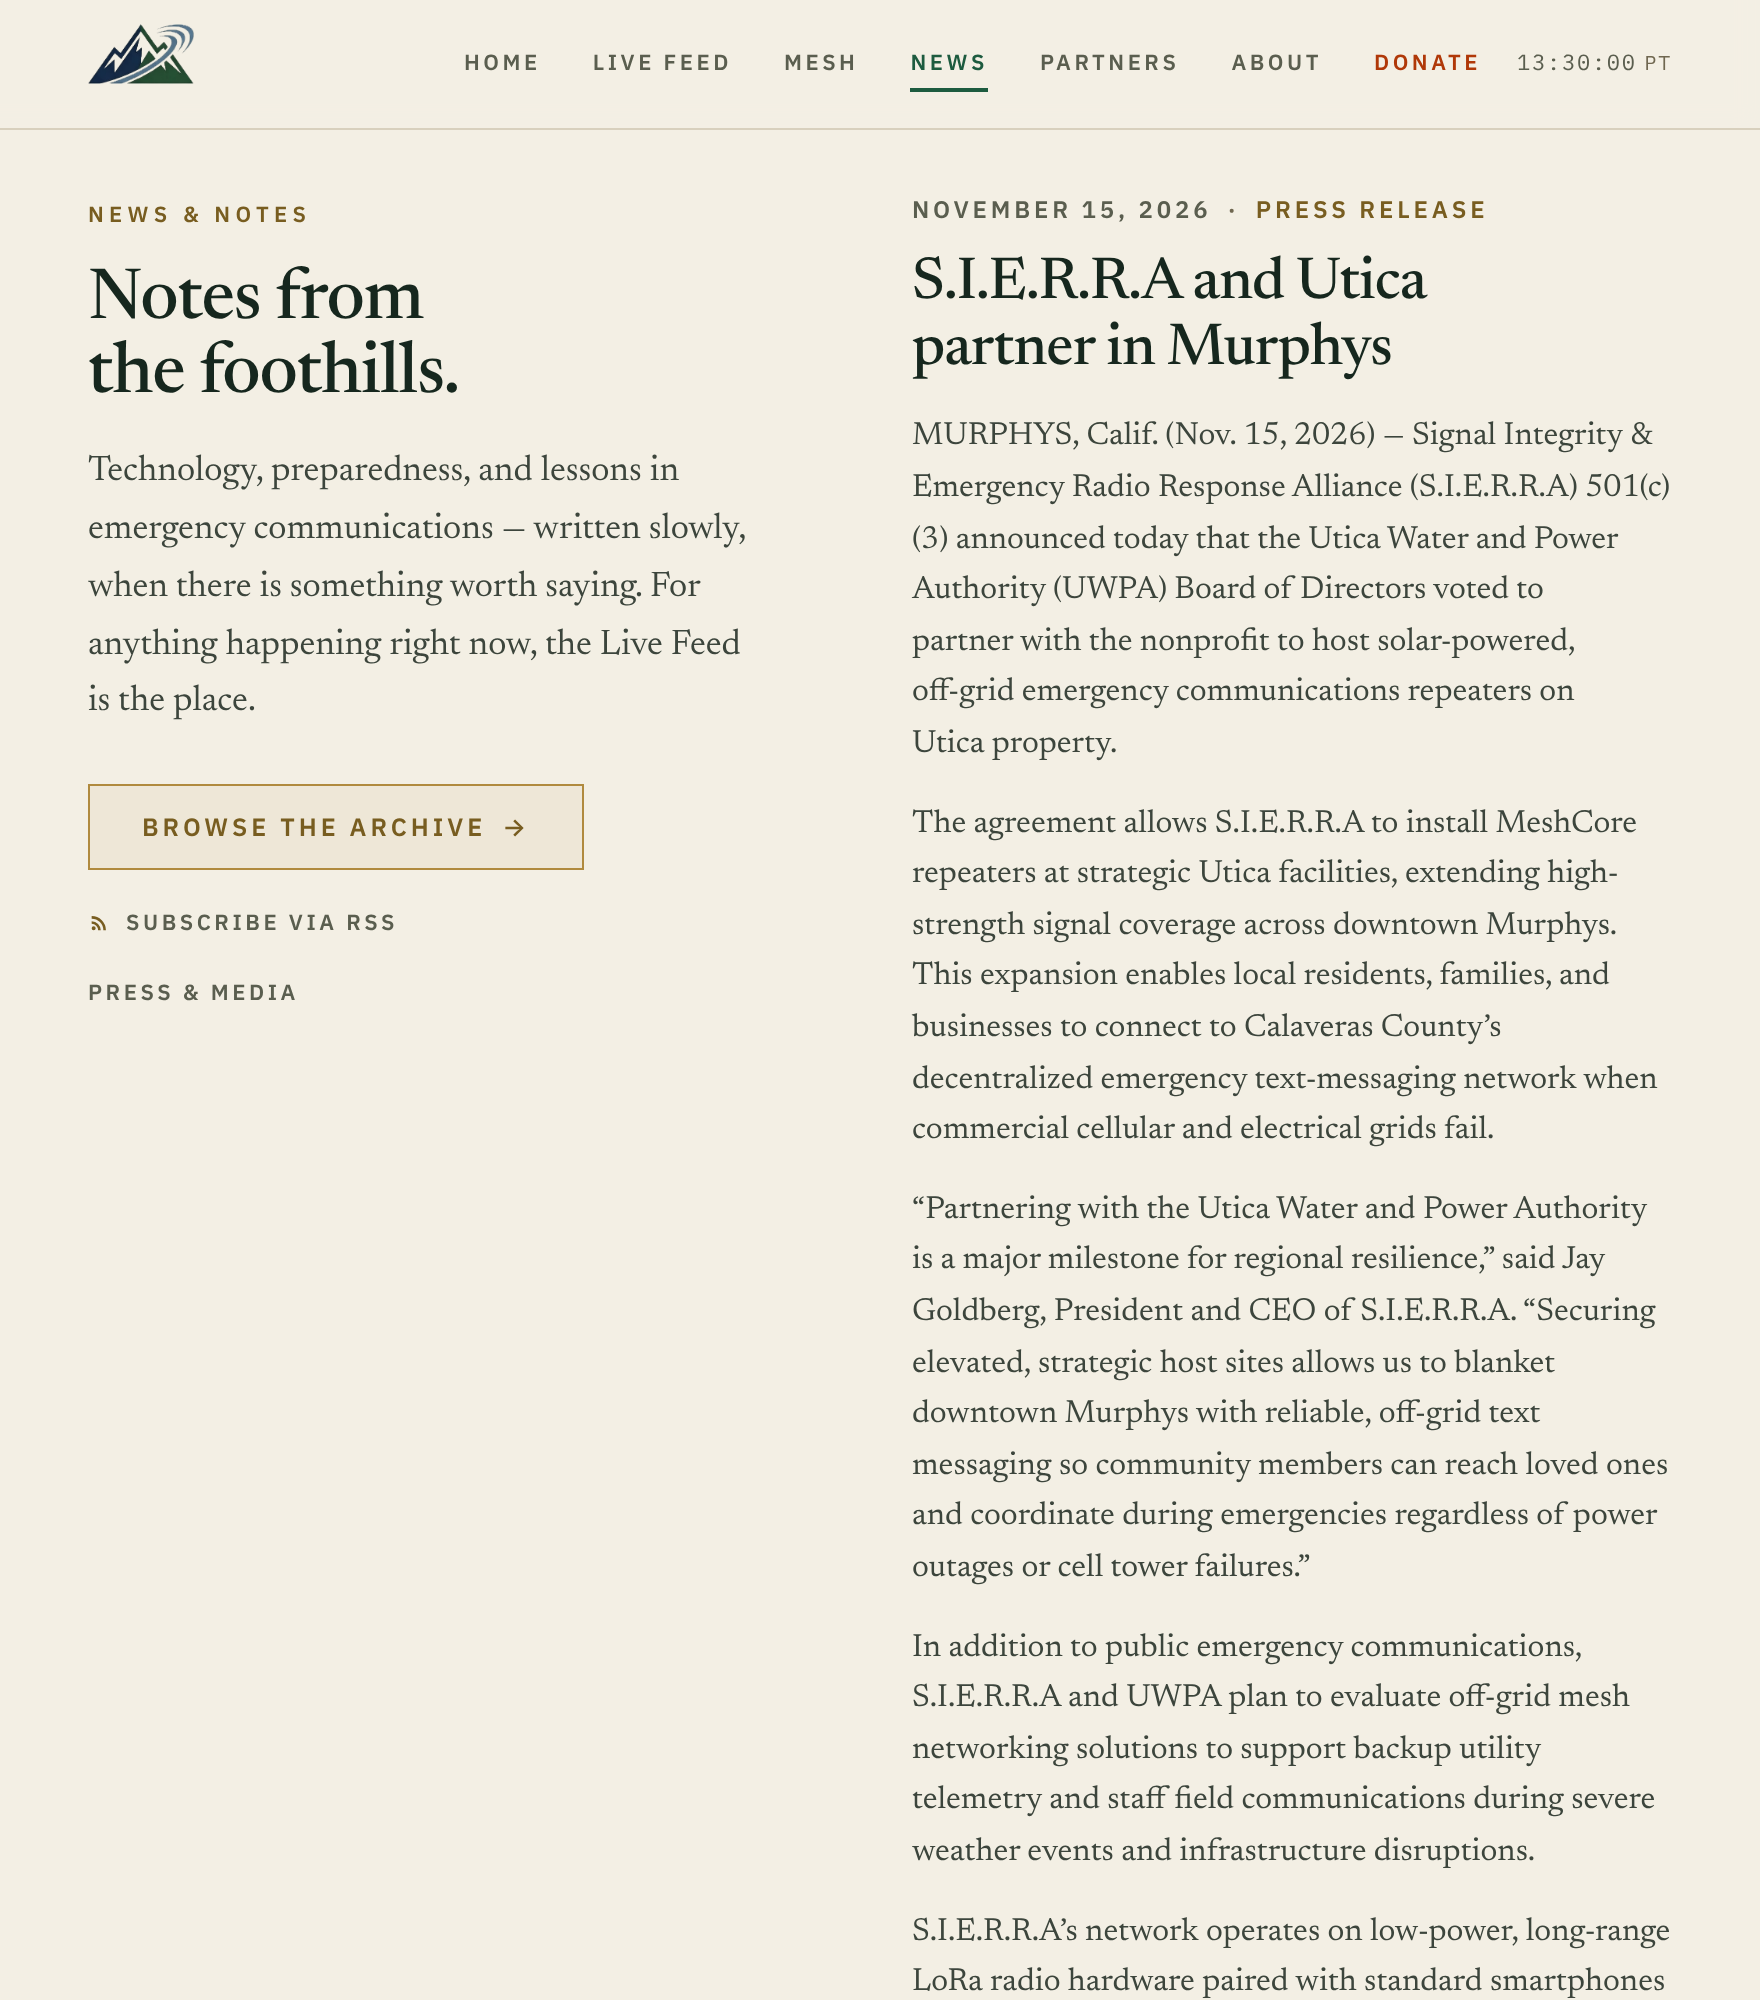 HOME LIVE FEED MESH NEWS PARTNERS ABOUT DONATE 13:30:00 PT
NEWS & NOTES
Notes from
the foothills.
Technology, preparedness, and lessons in
emergency communications — written slowly,
when there is something worth saying. For
anything happening right now, the Live Feed
is the place.
BROWSE THE ARCHIVE →
SUBSCRIBE VIA RSS
PRESS & MEDIA
NOVEMBER 15, 2026 · PRESS RELEASE
S.I.E.R.R.A and Utica
partner in Murphys
MURPHYS, Calif. (Nov. 15, 2026) — Signal Integrity &
Emergency Radio Response Alliance (S.I.E.R.R.A) 501(c)
(3) announced today that the Utica Water and Power
Authority (UWPA) Board of Directors voted to
partner with the nonprofit to host solar-powered,
off-grid emergency communications repeaters on
Utica property.
The agreement allows S.I.E.R.R.A to install MeshCore
repeaters at strategic Utica facilities, extending high-
strength signal coverage across downtown Murphys.
This expansion enables local residents, families, and
businesses to connect to Calaveras County’s
decentralized emergency text-messaging network when
commercial cellular and electrical grids fail.
“Partnering with the Utica Water and Power Authority
is a major milestone for regional resilience,” said Jay
Goldberg, President and CEO of S.I.E.R.R.A. “Securing
elevated, strategic host sites allows us to blanket
downtown Murphys with reliable, off-grid text
messaging so community members can reach loved ones
and coordinate during emergencies regardless of power
outages or cell tower failures.”
In addition to public emergency communications,
S.I.E.R.R.A and UWPA plan to evaluate off-grid mesh
networking solutions to support backup utility
telemetry and staff field communications during severe
weather events and infrastructure disruptions.
S.I.E.R.R.A’s network operates on low-power, long-range
LoRa radio hardware paired with standard smartphones